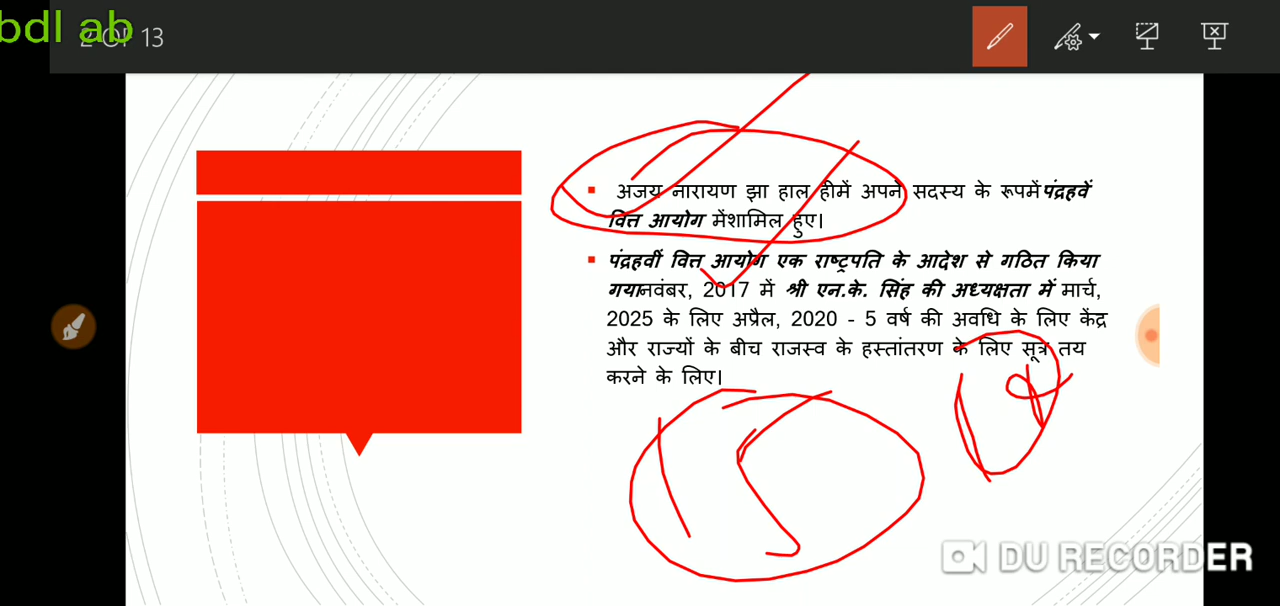 bdl ab
2 OF 13
अजय नारायण झा हाल हीमें अपने सदस्य के रूपमेंपंद्रहवें
वित्त आयोग मेंशामिल हुए।
पंद्रहवीं वित्त आयोग एक राष्ट्रपति के आदेश से गठित किया
गयानवंबर, 2017 में श्री एन.के. सिंह की अध्यक्षता में मार्च,
2025 के लिए अप्रैल, 2020 - 5 वर्ष की अवधि के लिए केंद्र
और राज्यों के बीच राजस्व के हस्तांतरण के लिए सूत्र तय
करने के लिए।
15
DU RECORDER